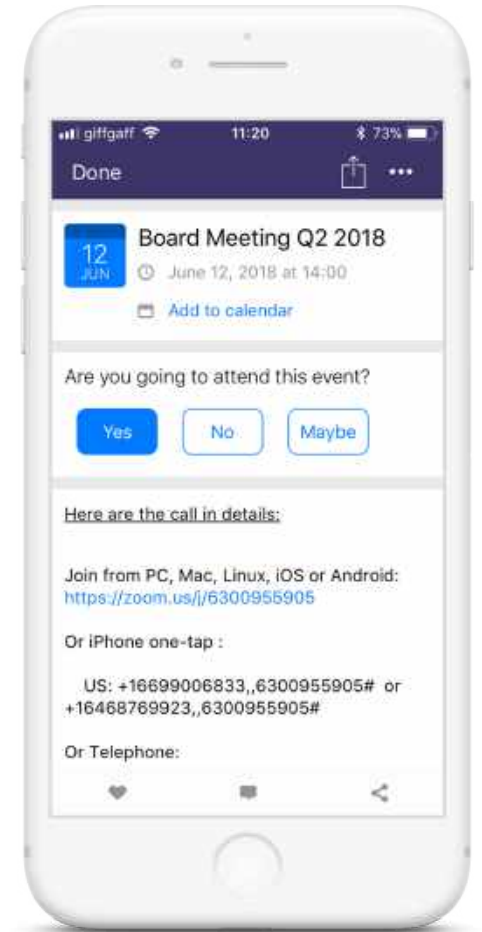 giffgaff 11:20 73%
Done
12
JUN
Board Meeting Q2 2018
June 12, 2018 at 14:00
Add to calendar
Are you going to attend this event?
Yes No Maybe
Here are the call in details:
Join from PC, Mac, Linux, iOS or Android:
https://zoom.us/j/6300955905
Or iPhone one-tap :
US: +16699006833,,6300955905# or
+16468769923,,6300955905#
Or Telephone: